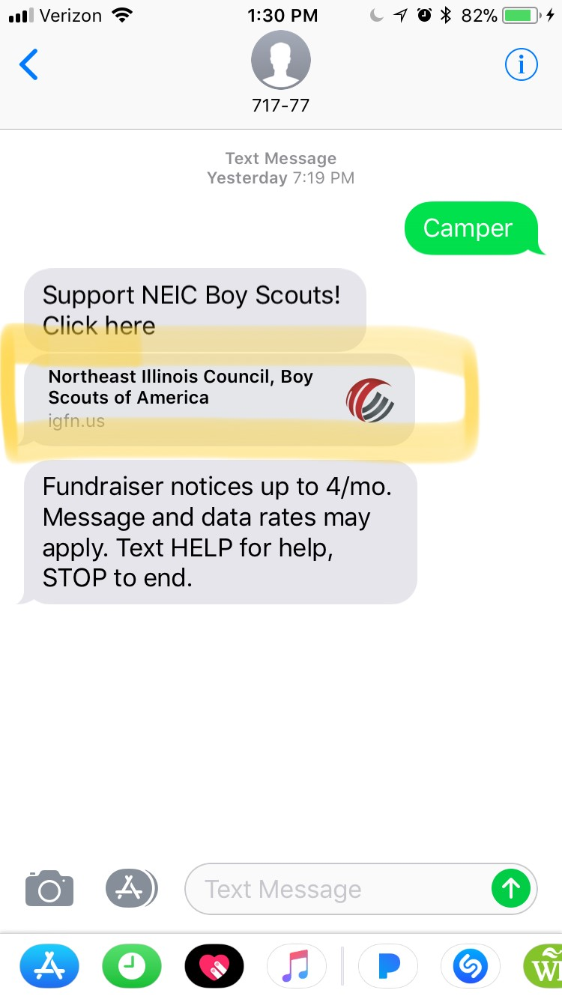 Verizon 1:30 PM 82%
717-77
Text Message
Yesterday 7:19 PM
Camper
Support NEIC Boy Scouts!
Click here
Northeast Illinois Council, Boy
Scouts of America
igfn.us
Fundraiser notices up to 4/mo.
Message and data rates may
apply. Text HELP for help,
STOP to end.
Text Message